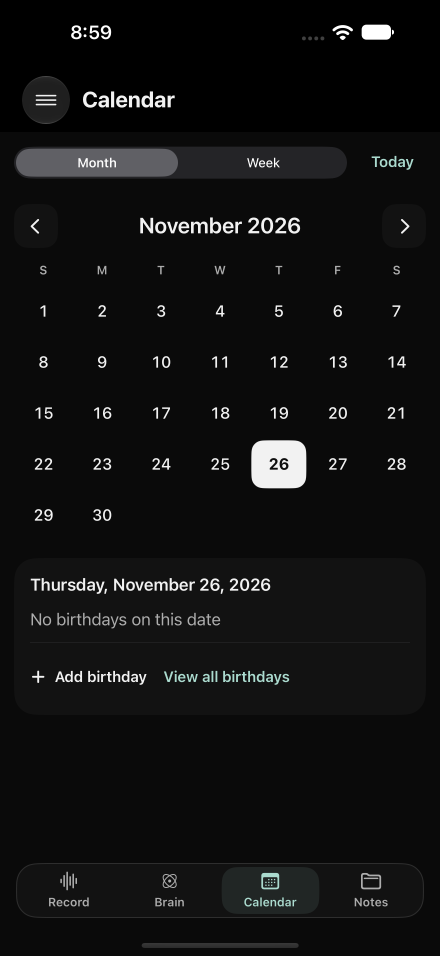 8:59
Calendar
Month Week Today
November 2026
S M T W T F S
1 2 3 4 5 6 7
8 9 10 11 12 13 14
15 16 17 18 19 20 21
22 23 24 25 26 27 28
29 30
Thursday, November 26, 2026
No birthdays on this date
+ Add birthday View all birthdays
Record Brain Calendar Notes